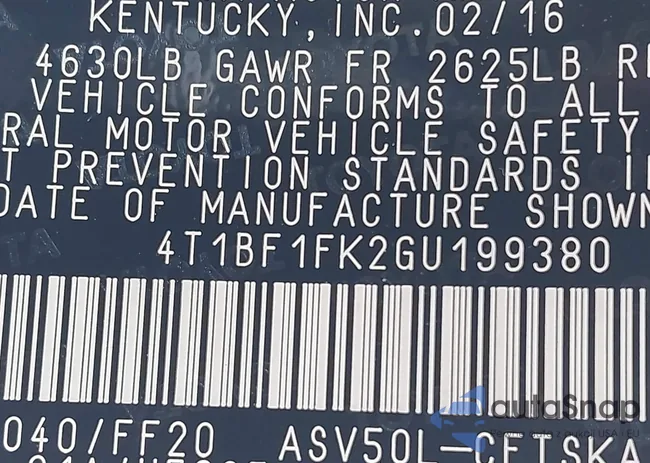 KENTUCKY, INC. 02/16
4630LB GAWR FR 2625LB
VEHICLE CONFORMS TO ALL
RAL MOTOR VEHICLE SAFETY
T PREVENTION STANDARDS
DATE OF MANUFACTURE SHOWN
4T1BF1FK2GU199380
autoSnap
040/FF20 ASV50L-CETSKA